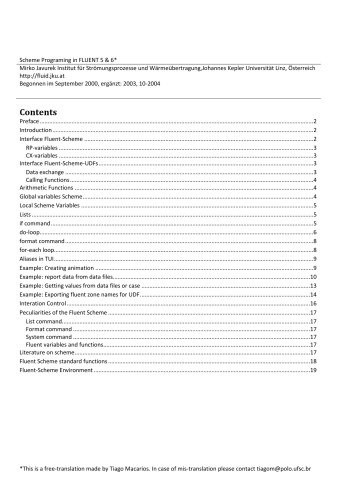 Scheme Programing in FLUENT 5 & 6*
Mirko Javurek Institut für Strömungsprozesse und Wärmeübertragung,Johannes Kepler Universität Linz, Österreich
http://fluid.jku.at
Begonnen im September 2000, ergänzt: 2003, 10-2004
Contents
Preface 2
Introduction 2
Interface Fluent-Scheme 2
RP-variables 3
CX-variables 3
Interface Fluent-Scheme-UDFs 3
Data exchange 3
Calling Functions 4
Arithmetic Functions 4
Global variables Scheme 4
Local Scheme Variables 5
Lists 5
if command 5
do-loop 6
format command 8
for-each loop 8
Aliases in TUI 9
Example: Creating animation 9
Example: report data from data files 10
Example: Getting values from data files or case 13
Example: Exporting fluent zone names for UDF 14
Interation Control 16
Peculiarities of the Fluent Scheme 17
List command 17
Format command 17
System command 17
Fluent variables and functions 17
Literature on scheme 17
Fluent Scheme standard functions 18
Fluent-Scheme Environment 19
*This is a free-translation made by Tiago Macarios. In case of mis-translation please contact tiagom@polo.ufsc.br